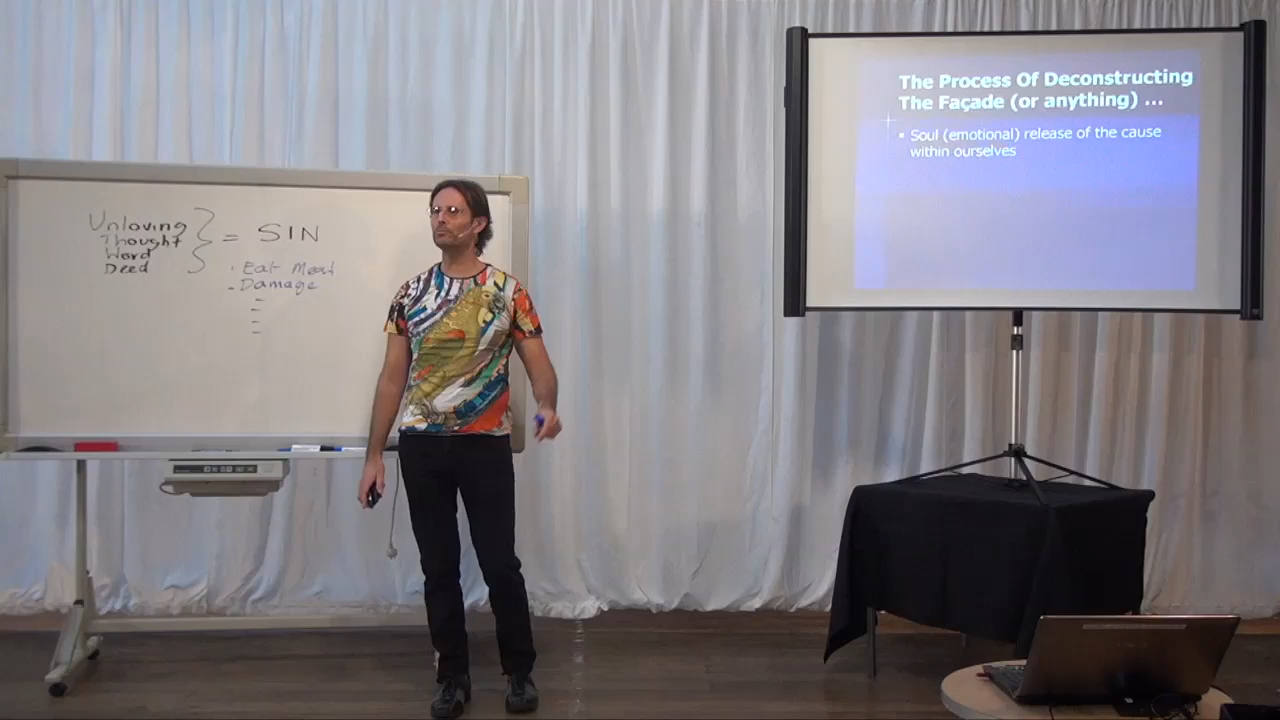 Unloving
Thought
Word
Deed
= SIN
. Eat Meat
- Damage
-
-
-
-
The Process Of Deconstructing
The Façade (or anything) ...
▪ Soul (emotional) release of the cause
within ourselves